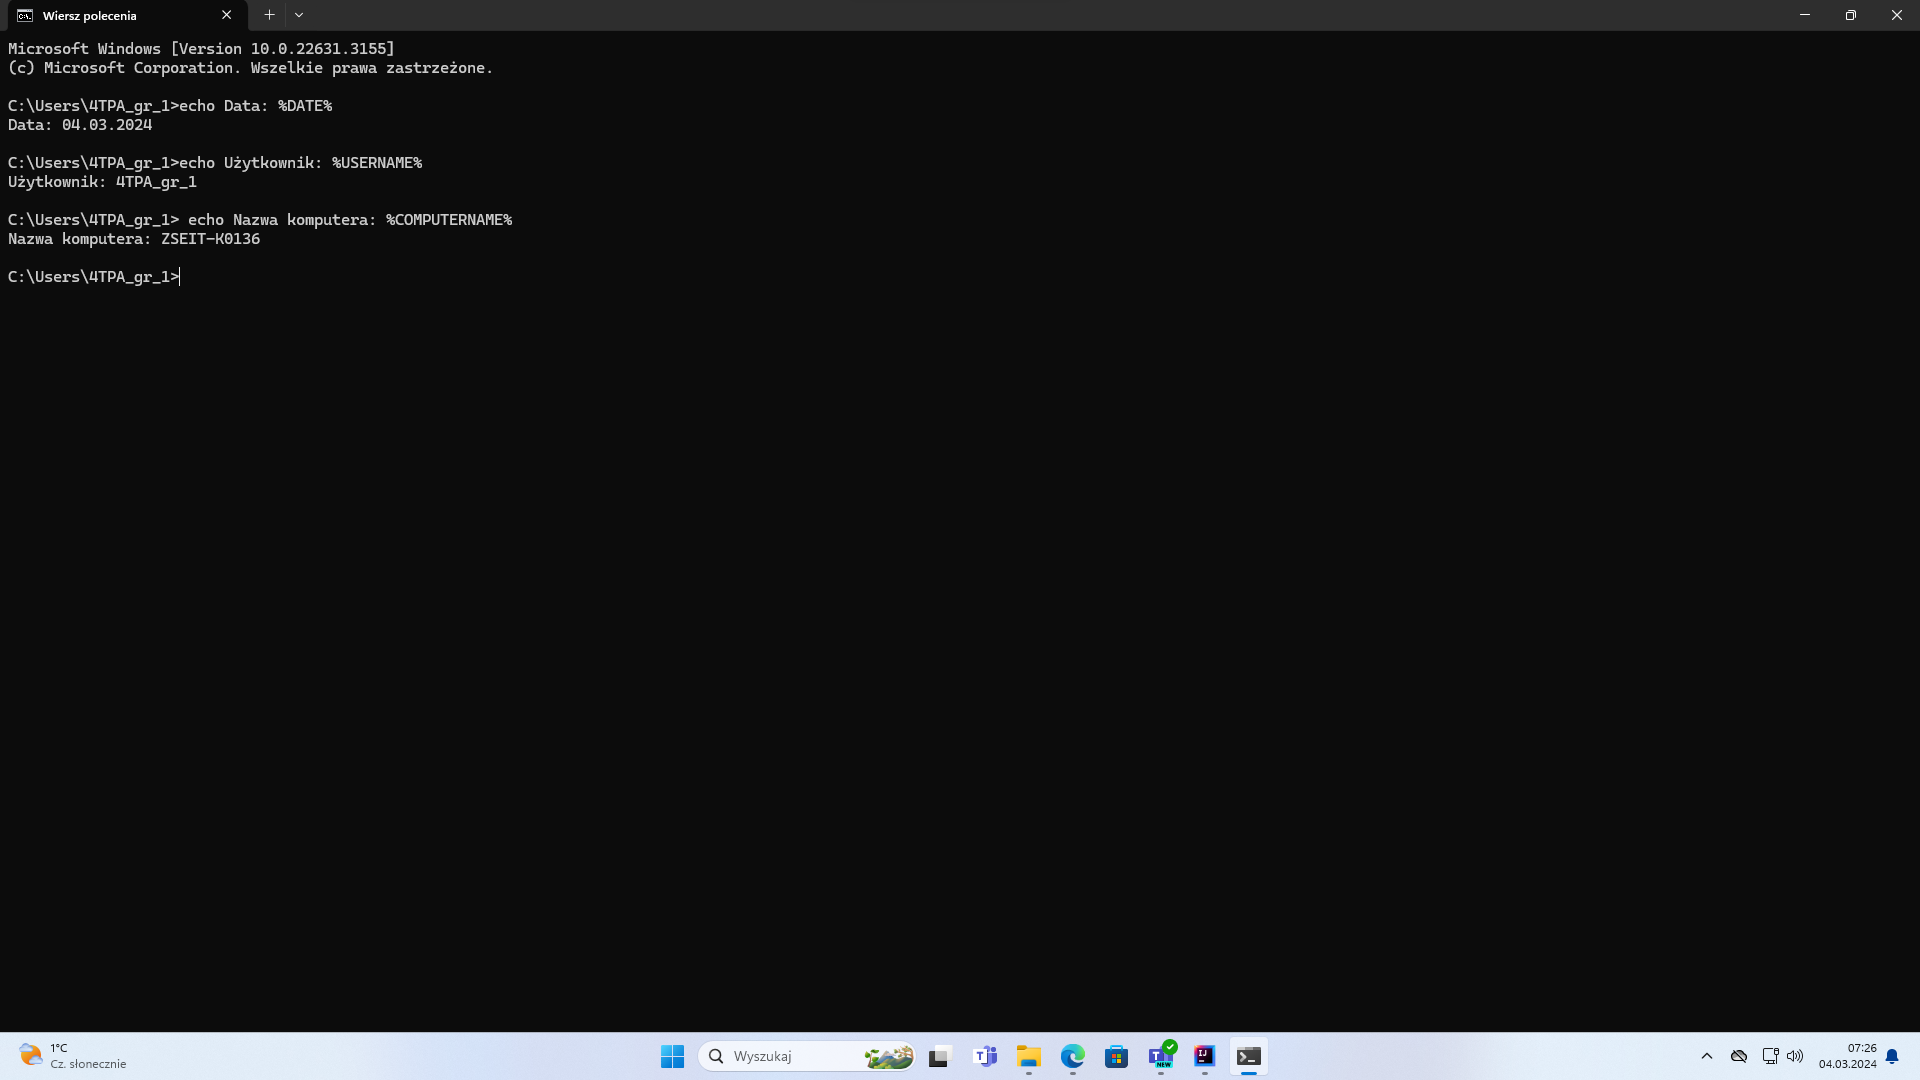 Wiersz polecenia
Microsoft Windows [Version 10.0.22631.3155]
(c) Microsoft Corporation. Wszelkie prawa zastrzeżone.
C:\Users\4TPA_gr_1>echo Data: %DATE%
Data: 04.03.2024
C:\Users\4TPA_gr_1>echo Użytkownik: %USERNAME%
Użytkownik: 4TPA_gr_1
C:\Users\4TPA_gr_1> echo Nazwa komputera: %COMPUTERNAME%
Nazwa komputera: ZSEIT-K0136
C:\Users\4TPA_gr_1>
1°C
Cz. słonecznie
Wyszukaj
NEW
07:26
04.03.2024